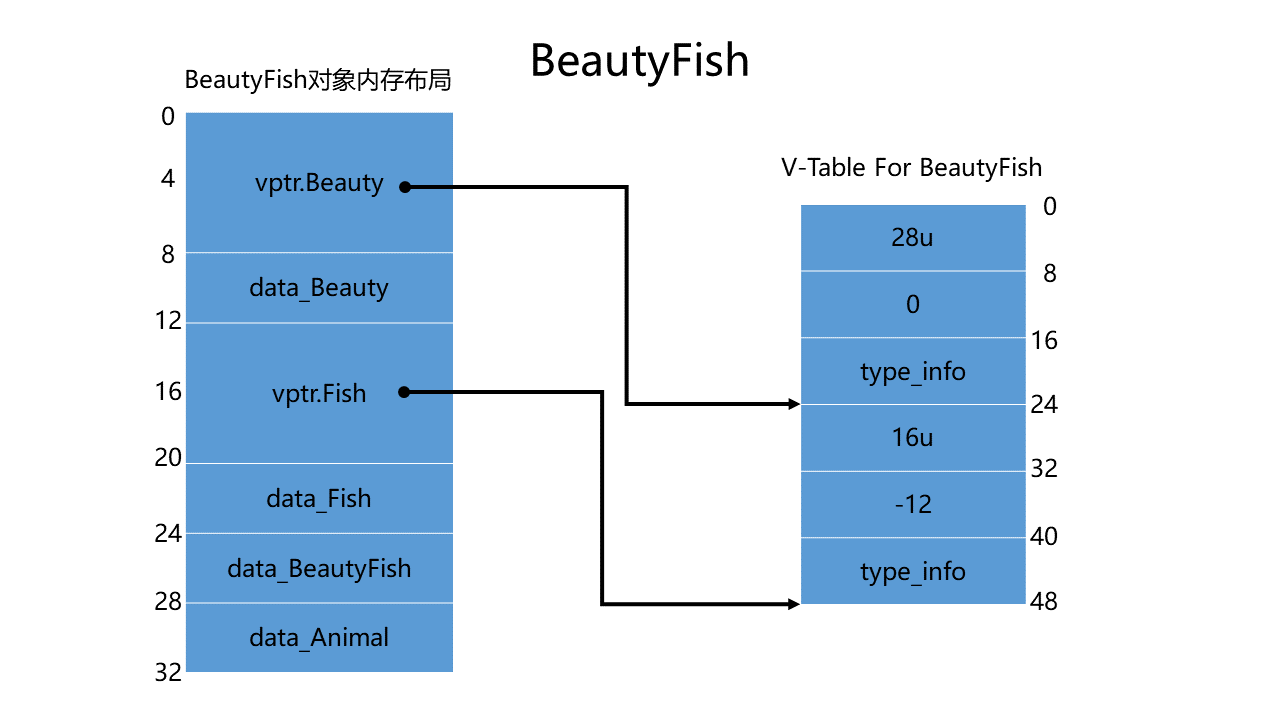 BeautyFish
BeautyFish对象内存布局
0
vptr.Beauty
4
8
data_Beauty
12
vptr.Fish
16
20
data_Fish
24
data_BeautyFish
28
data_Animal
32
V-Table For BeautyFish
0
28u
8
0
16
type_info
24
16u
32
-12
40
type_info
48